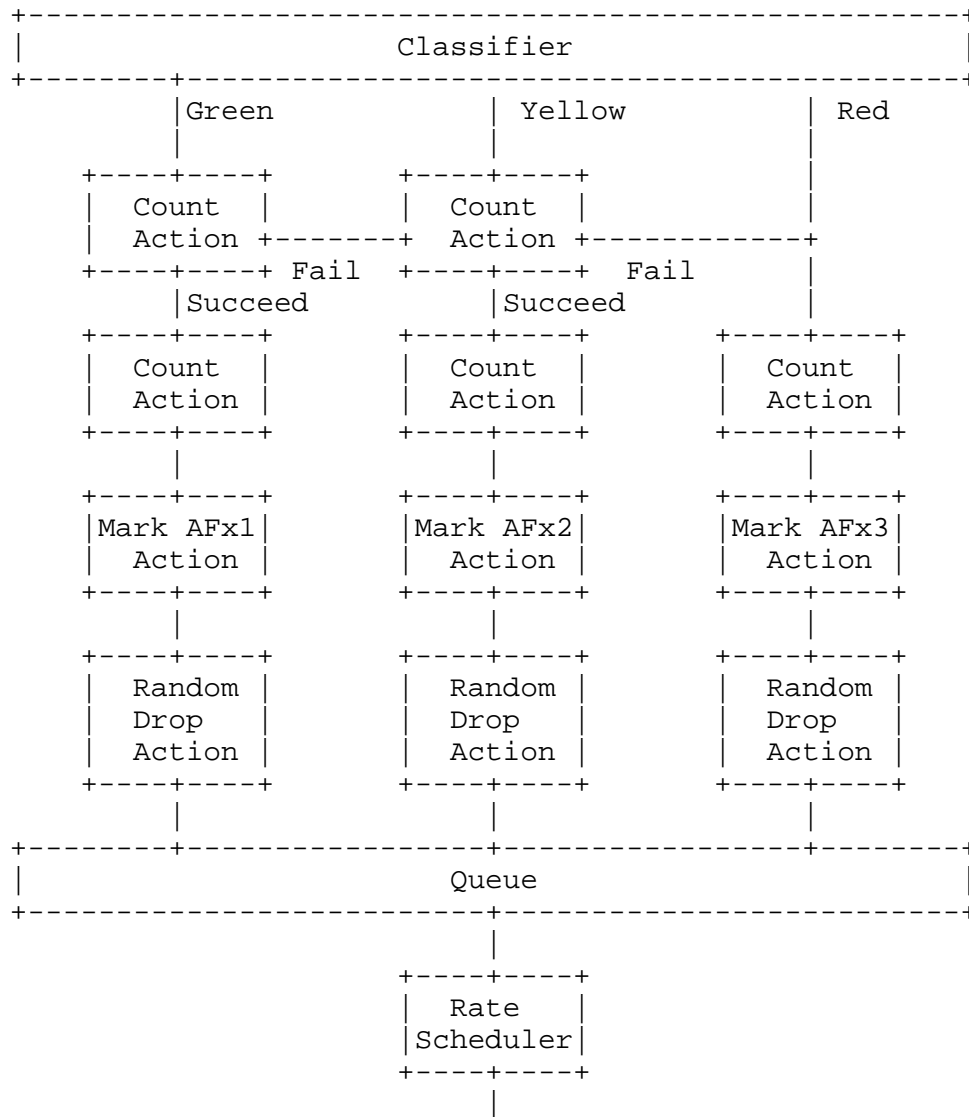 Classifier
Green Yellow Red
Count Count
Action Action
Fail Fail
Succeed Succeed
Count Count Count
Action Action Action
Mark AFx1 Mark AFx2 Mark AFx3
Action Action Action
Random Random Random
Drop Drop Drop
Action Action Action
Queue
Rate
Scheduler